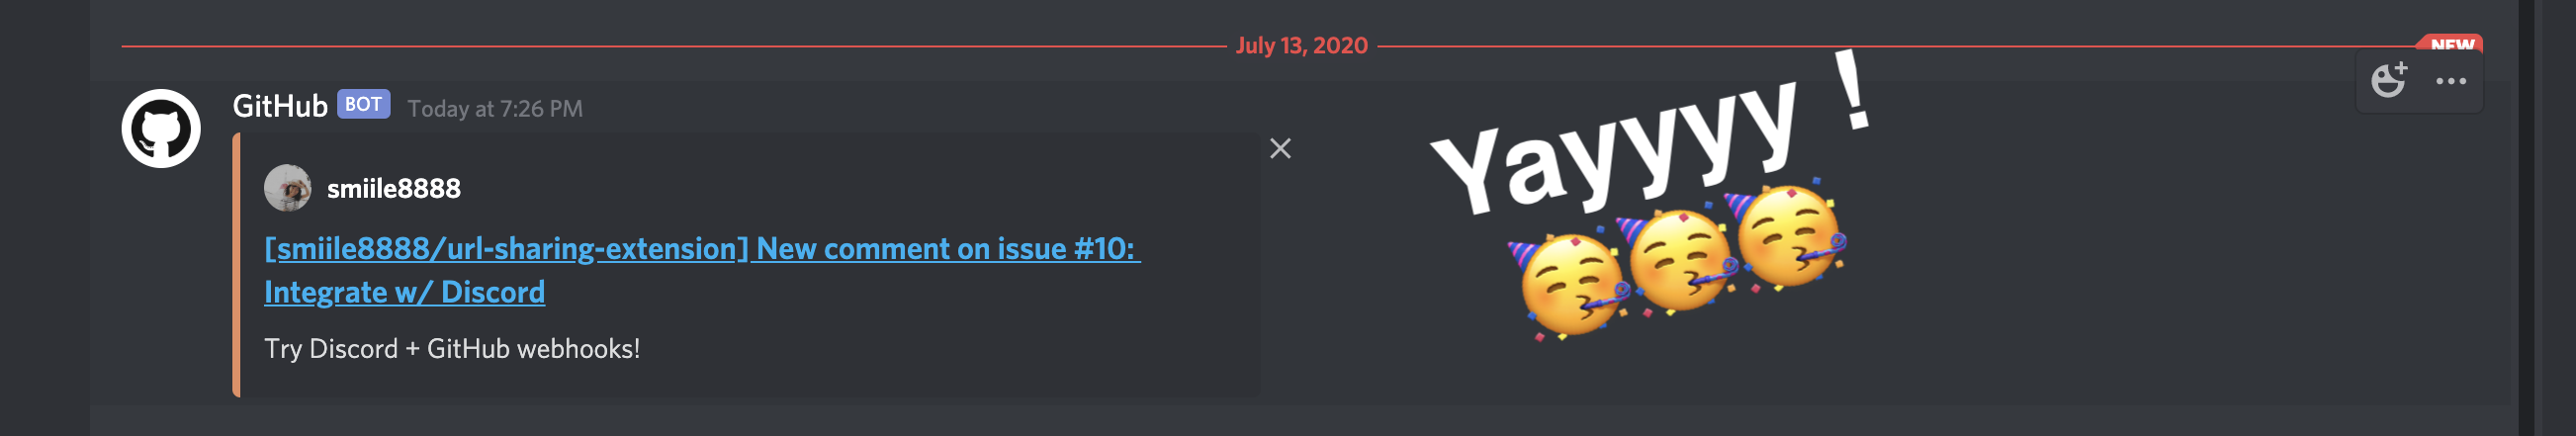 July 13, 2020
NEW
GitHub BOT Today at 7:26 PM
smiile8888
[smiile8888/url-sharing-extension] New comment on issue #10:
Integrate w/ Discord
Try Discord + GitHub webhooks!
Yayyyy !